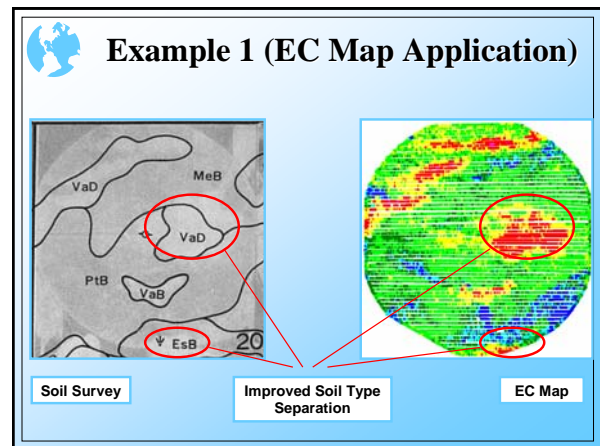 Example 1 (EC Map Application)
VaD
MeB
VaD
PtB
VaB
EsB
20
Soil Survey
Improved Soil Type
Separation
EC Map